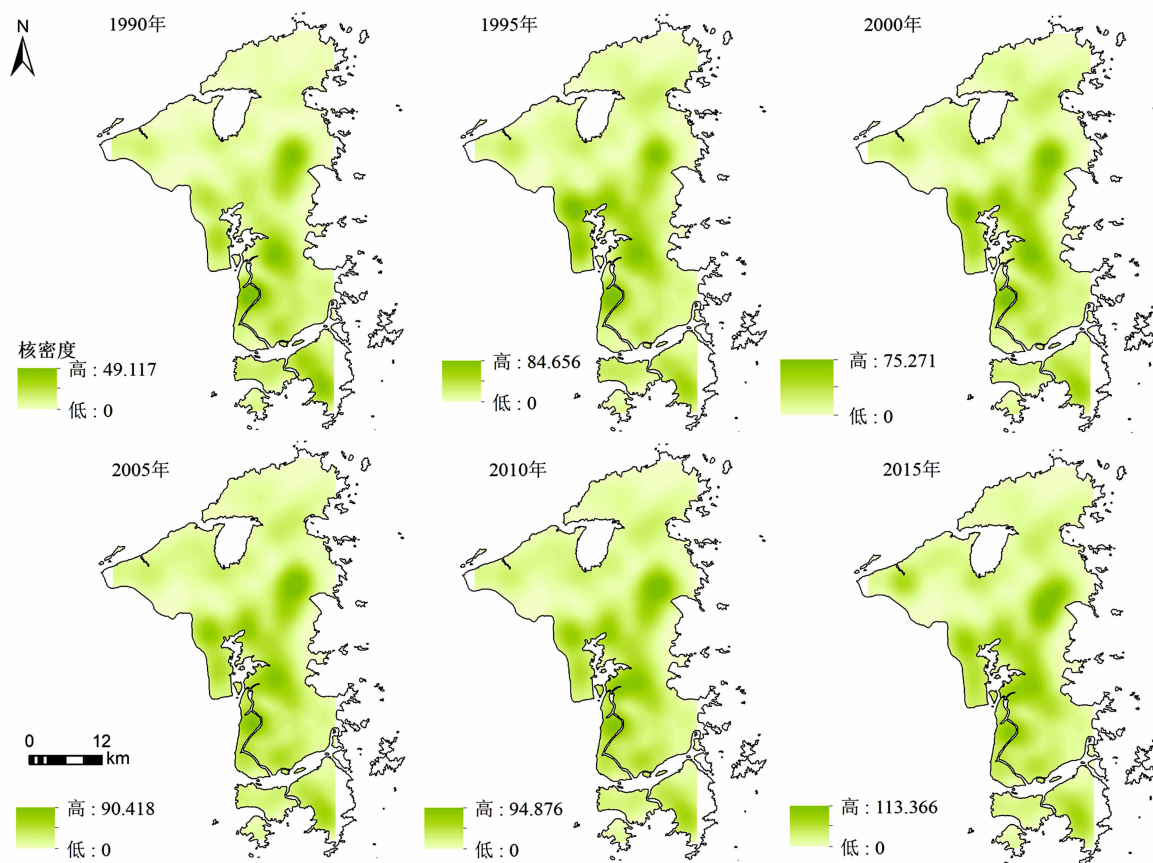 N
1990年
1995年
2000年
核密度
高 : 49.117
低 : 0
高 : 84.656
低 : 0
高 : 75.271
低 : 0
2005年
2010年
2015年
0 12
km
高 : 90.418
低 : 0
高 : 94.876
低 : 0
高 : 113.366
低 : 0